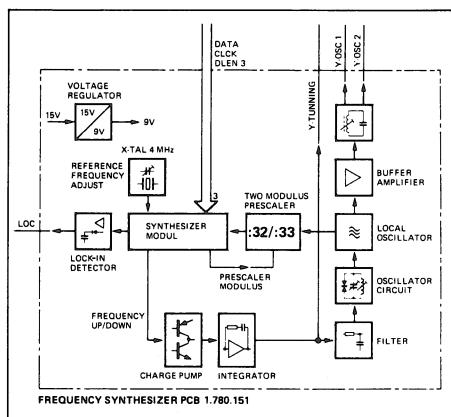 DATA
CLCK
DLEN 3
Y-OSC 1
Y-OSC 2
Y-TUNNING
VOLTAGE
REGULATOR
15V
15V
9V
9V
X-TAL 4 MHz
REFERENCE
FREQUENCY
ADJUST
3
BUFFER
AMPLIFIER
TWO MODULUS
PRESCALER
LOC
SYNTHESIZER
MODUL
:32/:33
LOCAL
OSCILLATOR
LOCK-IN
DETECTOR
PRESCALER
MODULUS
OSCILLATOR
CIRCUIT
FREQUENCY
UP/DOWN
FILTER
CHARGE PUMP
INTEGRATOR
FREQUENCY SYNTHESIZER PCB 1.780.151